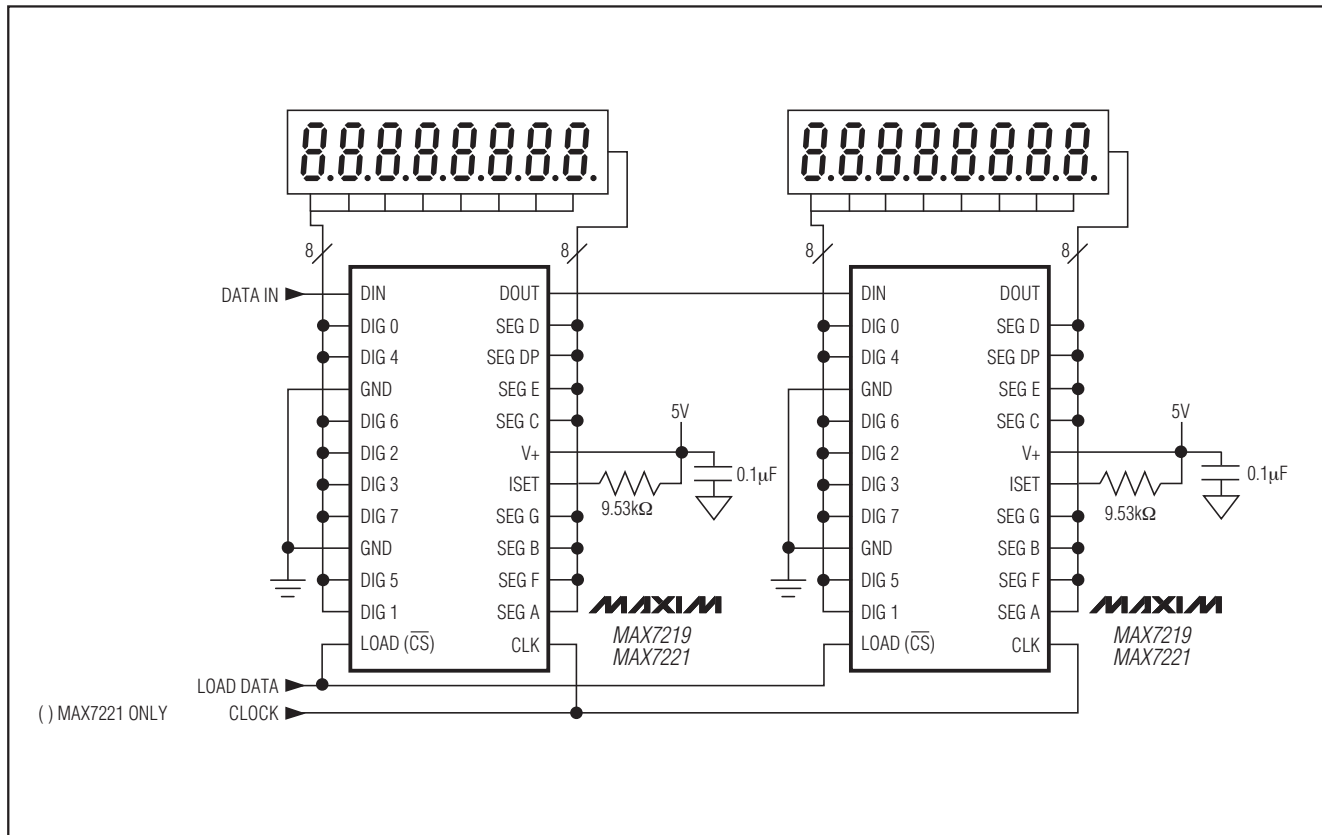 8.8.8.8.8.8.8.8.
8.8.8.8.8.8.8.8.
8
8
8
8
DATA IN
DIN
DOUT
DIG 0
SEG D
DIG 4
SEG DP
GND
SEG E
DIG 6
SEG C
DIG 2
V+
DIG 3
ISET
DIG 7
SEG G
GND
SEG B
DIG 5
SEG F
DIG 1
SEG A
LOAD (C̅S̅)
CLK
5V
0.1µF
9.53kΩ
MAXIM
MAX7219
MAX7221
DIN
DOUT
DIG 0
SEG D
DIG 4
SEG DP
GND
SEG E
DIG 6
SEG C
DIG 2
V+
DIG 3
ISET
DIG 7
SEG G
GND
SEG B
DIG 5
SEG F
DIG 1
SEG A
LOAD (C̅S̅)
CLK
5V
0.1µF
9.53kΩ
MAXIM
MAX7219
MAX7221
LOAD DATA
( ) MAX7221 ONLY
CLOCK